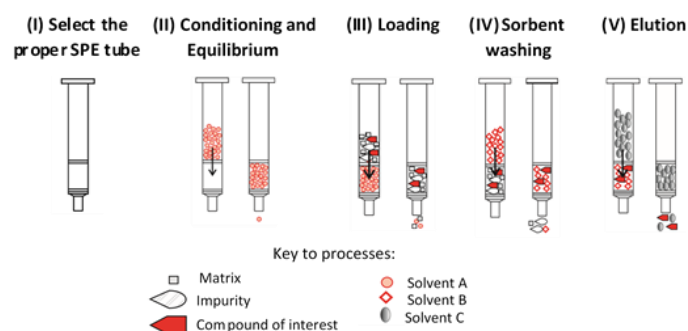 (I) Select the
proper SPE tube
(II) Conditioning and
Equilibrium
(III) Loading
(IV) Sorbent
washing
(V) Elution
Key to processes:
Matrix
Impurity
Compound of interest
Solvent A
Solvent B
Solvent C